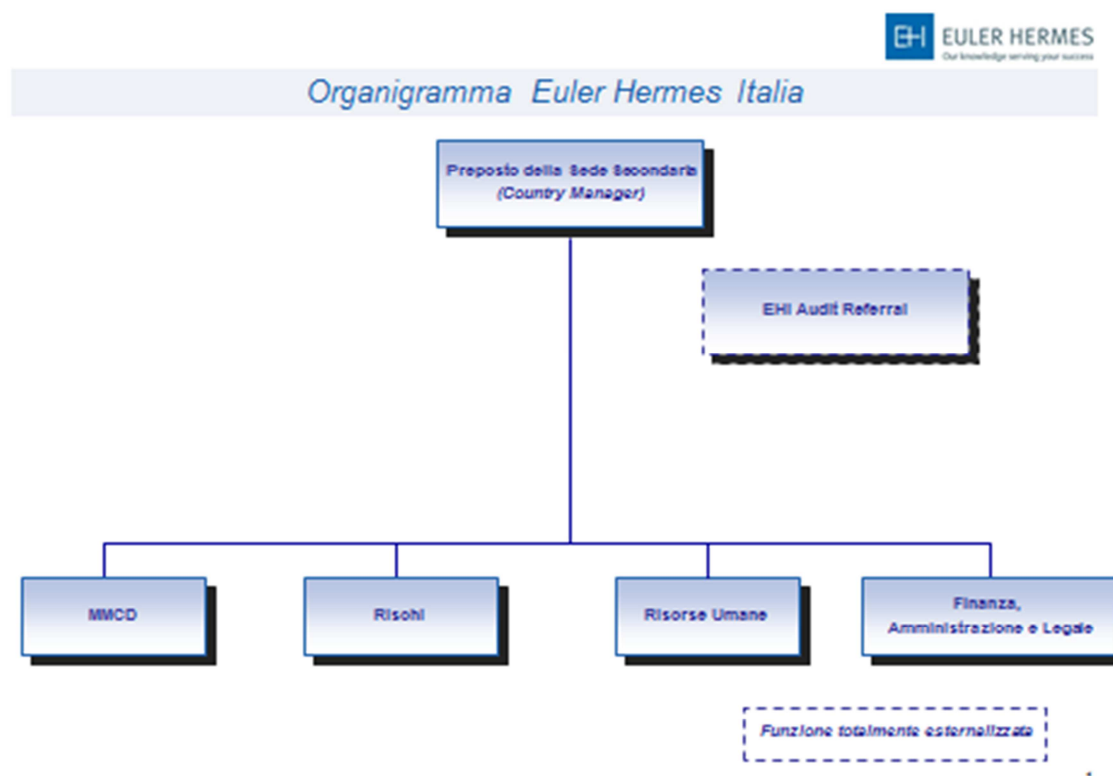 EH EULER HERMES
Our knowledge serving your success
Organigramma Euler Hermes Italia
Preposto della Sede Secondaria
(Country Manager)
EHI Audit Referral
MMCD
Rischi
Risorse Umane
Finanza,
Amministrazione e Legale
Funzione totalmente esternalizzata